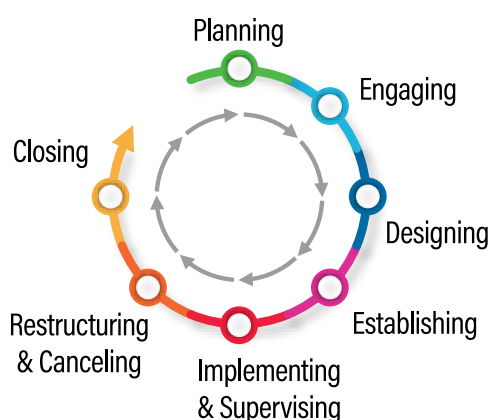 Planning
Engaging
Designing
Establishing
Implementing
& Supervising
Restructuring
& Canceling
Closing